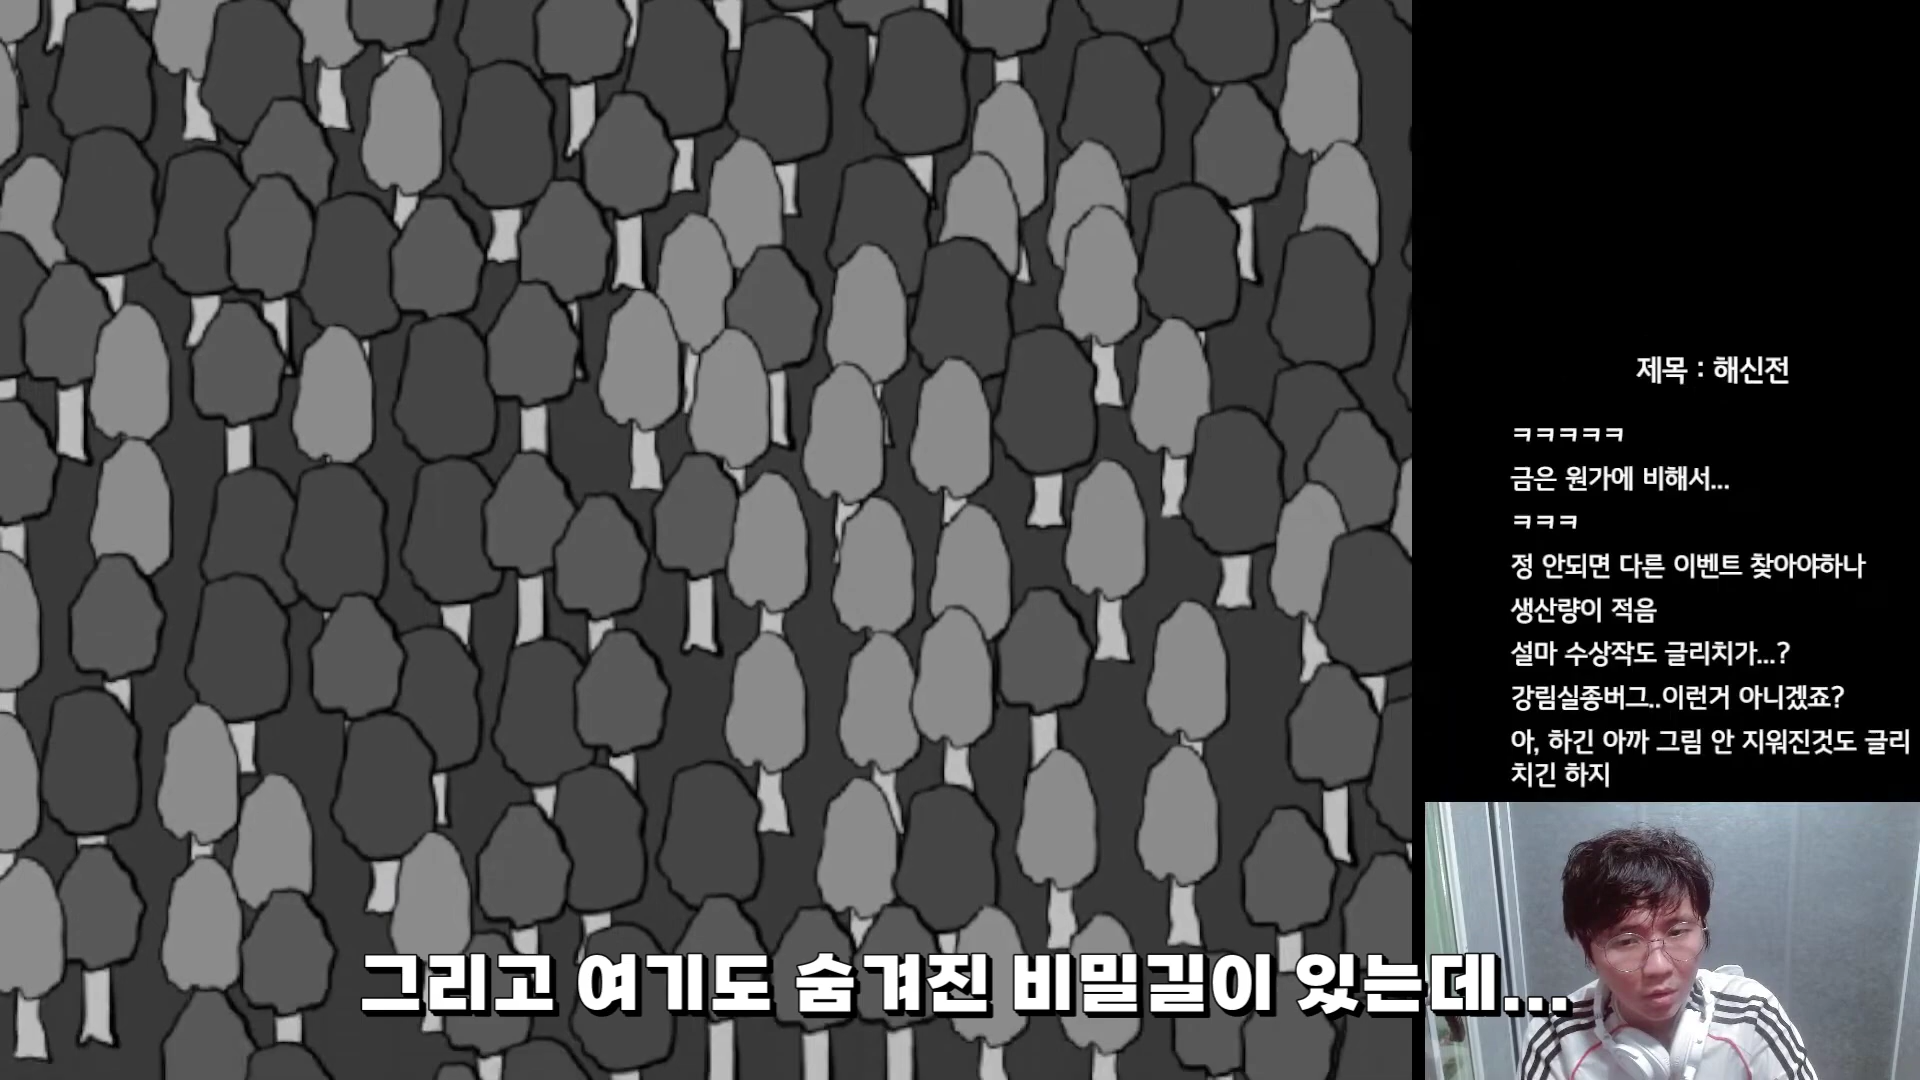 제목 : 해신전
ㅋㅋㅋㅋㅋ
금은 원가에 비해서...
ㅋㅋㅋ
정 안되면 다른 이벤트 찾아야하나
생산량이 적음
설마 수상작도 글리치가...?
강림실종버그..이런거 아니겠죠?
아, 하긴 아까 그림 안 지워진것도 글리
치긴 하지
그리고 여기도 숨겨진 비밀길이 있는데...